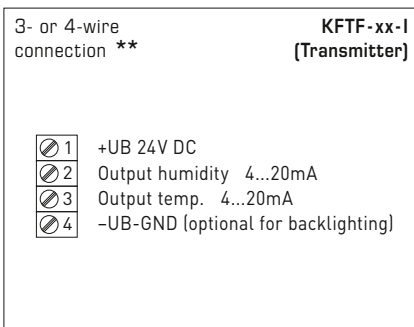 3- or 4-wire KFTF-xx-I
connection ** (Transmitter)
1 +UB 24V DC
2 Output humidity 4...20mA
3 Output temp. 4...20mA
4 –UB-GND (optional for backlighting)